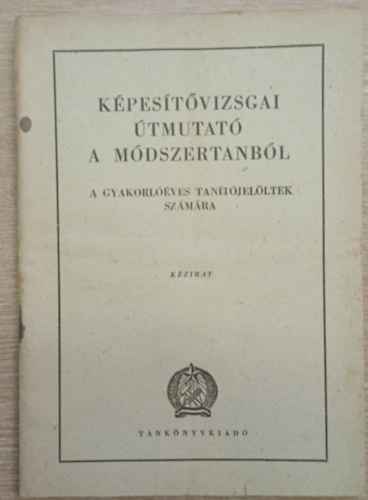 KÉPESÍTŐVIZSGAI
ÚTMUTATÓ
A MÓDSZERTANBÓL
A GYAKORLÓÉVES TANÍTÓJELÖLTEK
SZÁMÁRA
KÉZIRAT
TANKÖNYVKIADÓ